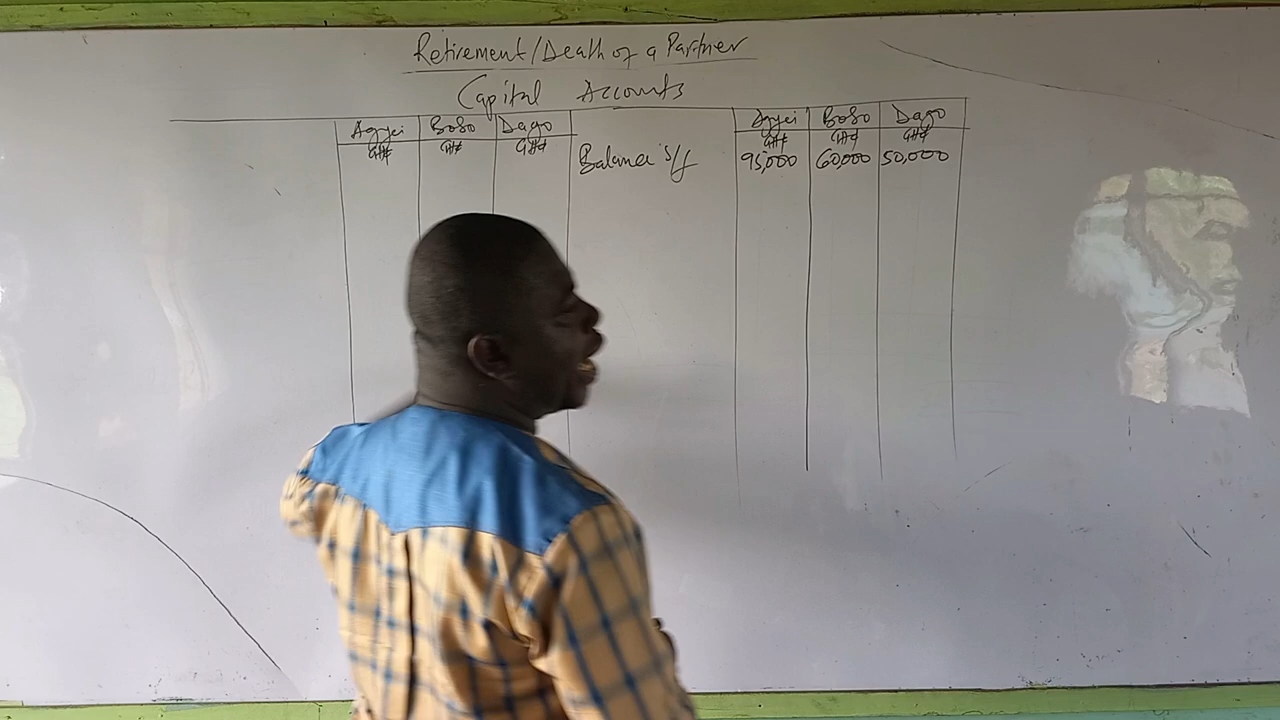 Retirement/Death of a Partner
Capital Accounts
Agyei Boso Dago Agyei Boso Dago
GH¢ GH¢ GH¢ GH¢ GH¢ GH¢
Balance b/f 95,000 60,000 50,000